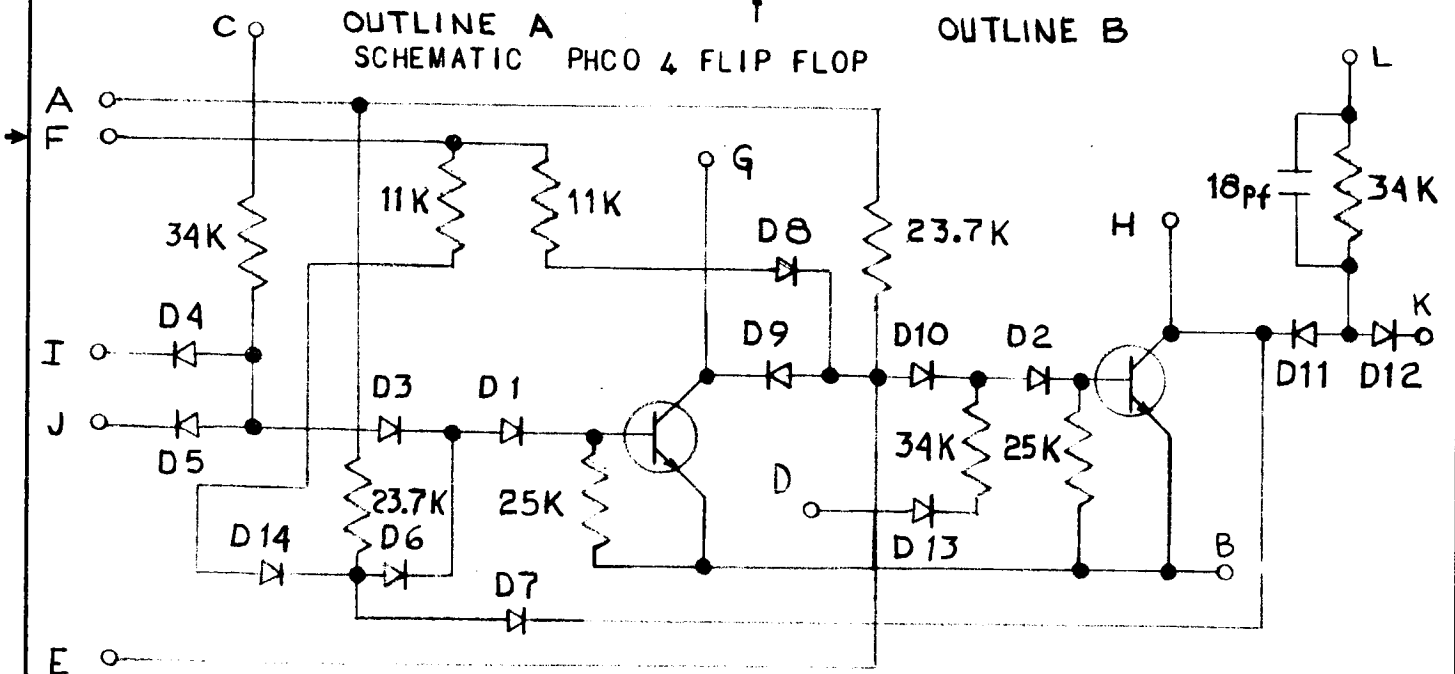 C
OUTLINE A
OUTLINE B
SCHEMATIC PHCO 4 FLIP FLOP
L
A
F
G
11K
11K
18pf
34K
34K
D8
23.7K
H
D4
I
D9
D10
D2
K
D11
D12
D3
D1
J
D5
34K
25K
D
23.7K
25K
D14
D6
D13
B
D7
E